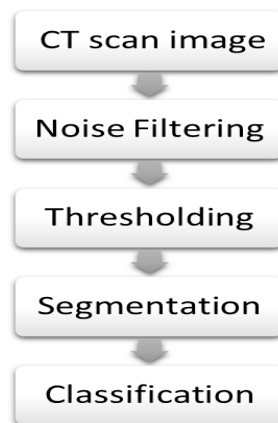 CT scan image
Noise Filtering
Thresholding
Segmentation
Classification